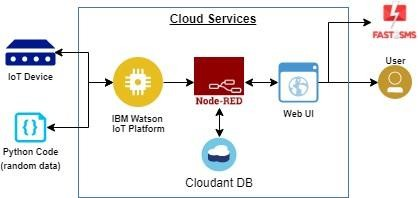 Cloud Services
FAST SMS
IoT Device
User
IBM Watson
IoT Platform
Node-RED
Web UI
Python Code
(random data)
Cloudant DB